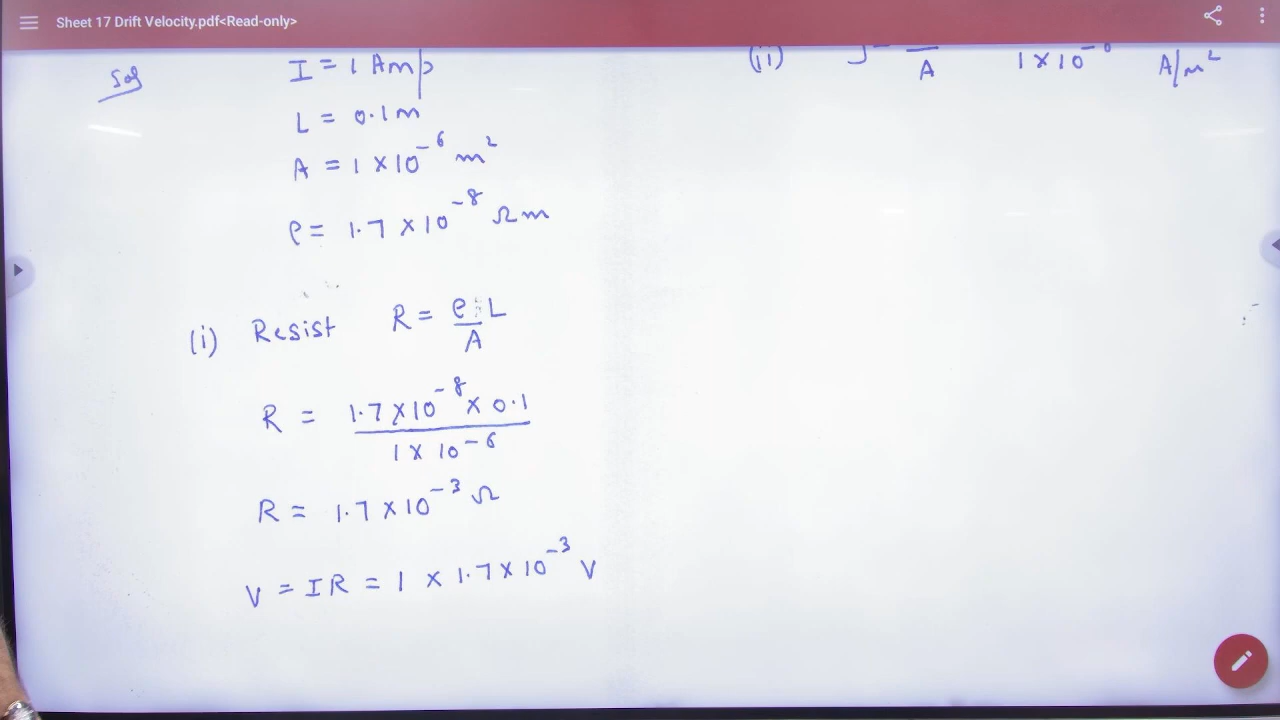 Sheet 17 Drift Velocity.pdf<Read-only>
Sol
I = 1 Amp
L = 0.1m
A = 1 × 10⁻⁶ m²
ρ = 1.7 × 10⁻⁸ Ωm
(i) Resist R = ρL/A
R = 1.7 × 10⁻⁸ × 0.1 / 1 × 10⁻⁶
R = 1.7 × 10⁻³ Ω
V = IR = 1 × 1.7 × 10⁻³ V
(ii)
A
1 × 10
A/m²